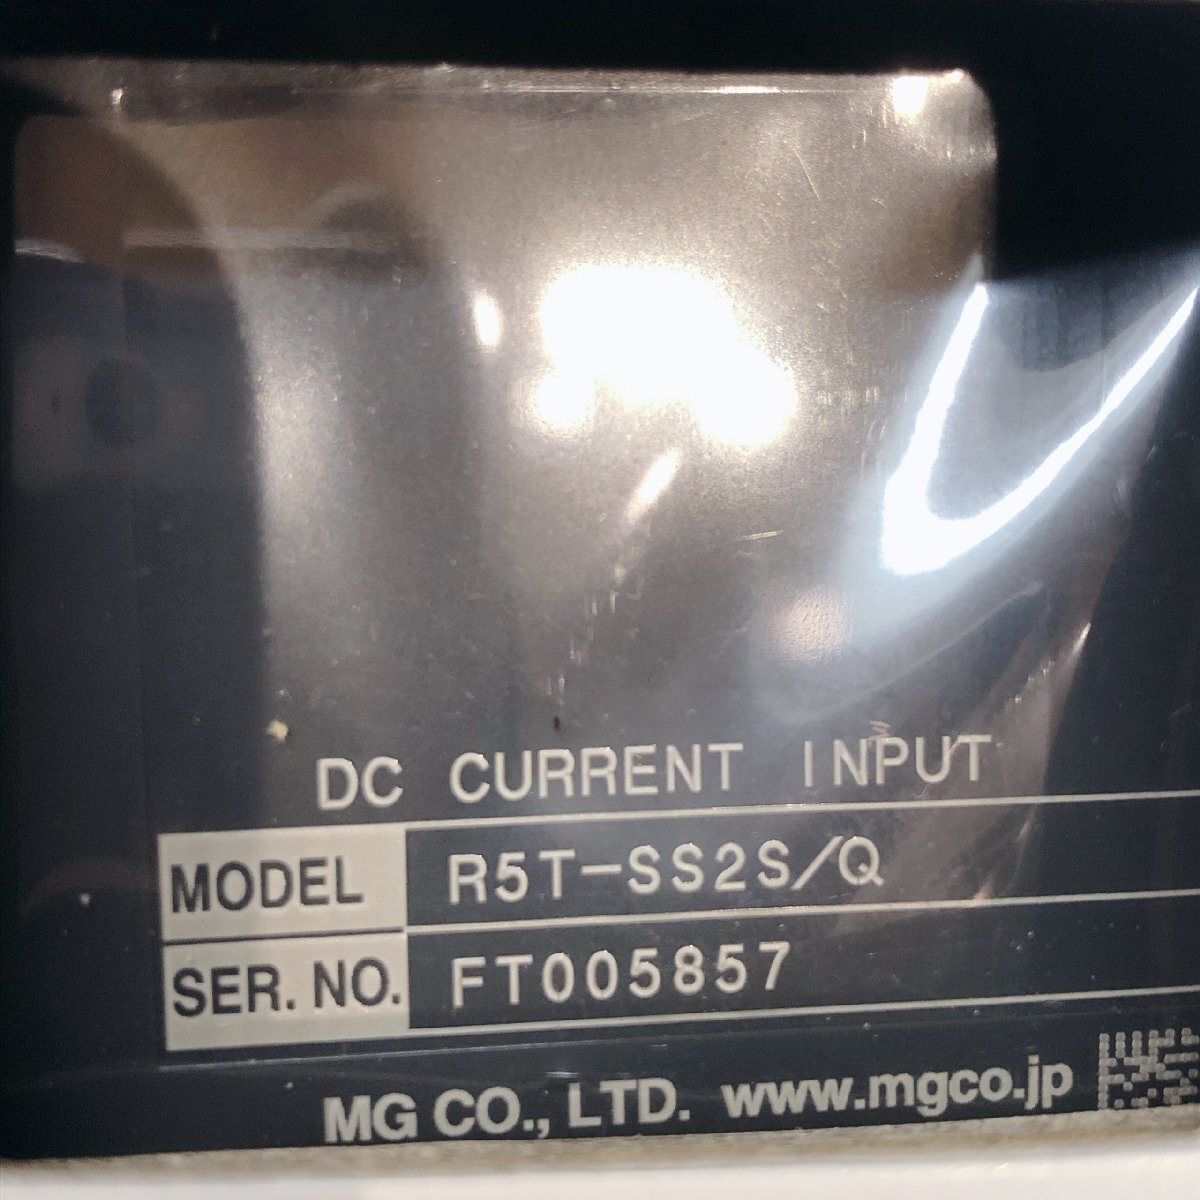 DC CURRENT INPUT
MODEL R5T-SS2S/Q
SER. NO. FT005857
MG CO., LTD. www.mgco.jp